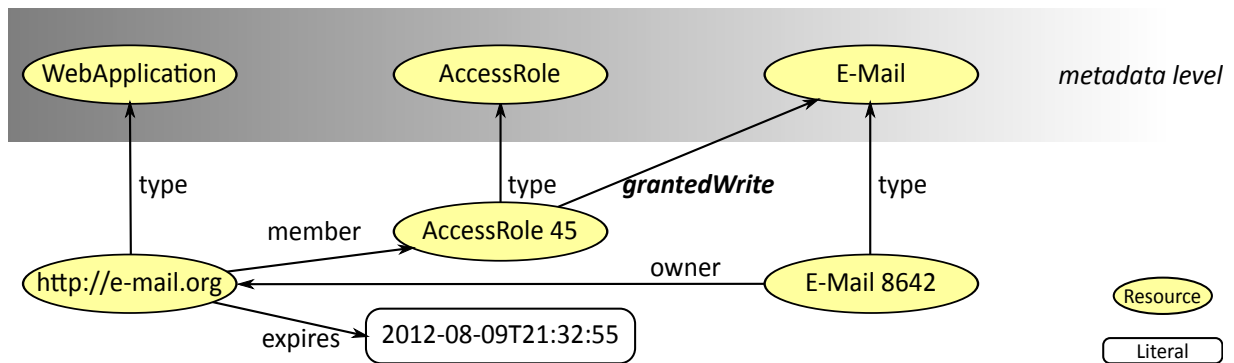 WebApplication
AccessRole
E-Mail
metadata level
type
type
grantedWrite
type
member
AccessRole 45
http://e-mail.org
owner
E-Mail 8642
Resource
expires
2012-08-09T21:32:55
Literal